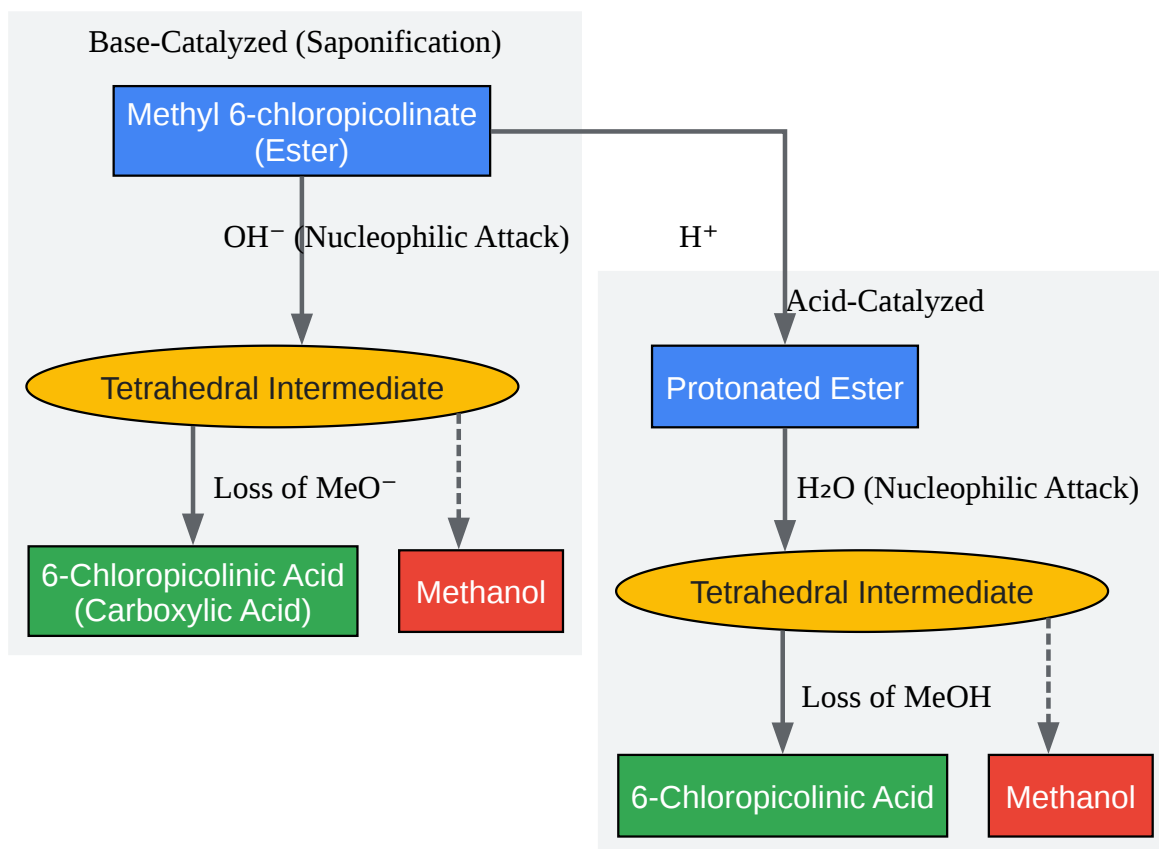 Base-Catalyzed (Saponification)
Methyl 6-chloropicolinate
(Ester)
OH⁻ (Nucleophilic Attack)
H⁺
Acid-Catalyzed
Tetrahedral Intermediate
Protonated Ester
Loss of MeO⁻
H₂O (Nucleophilic Attack)
6-Chloropicolinic Acid
(Carboxylic Acid)
Methanol
Tetrahedral Intermediate
Loss of MeOH
6-Chloropicolinic Acid
Methanol